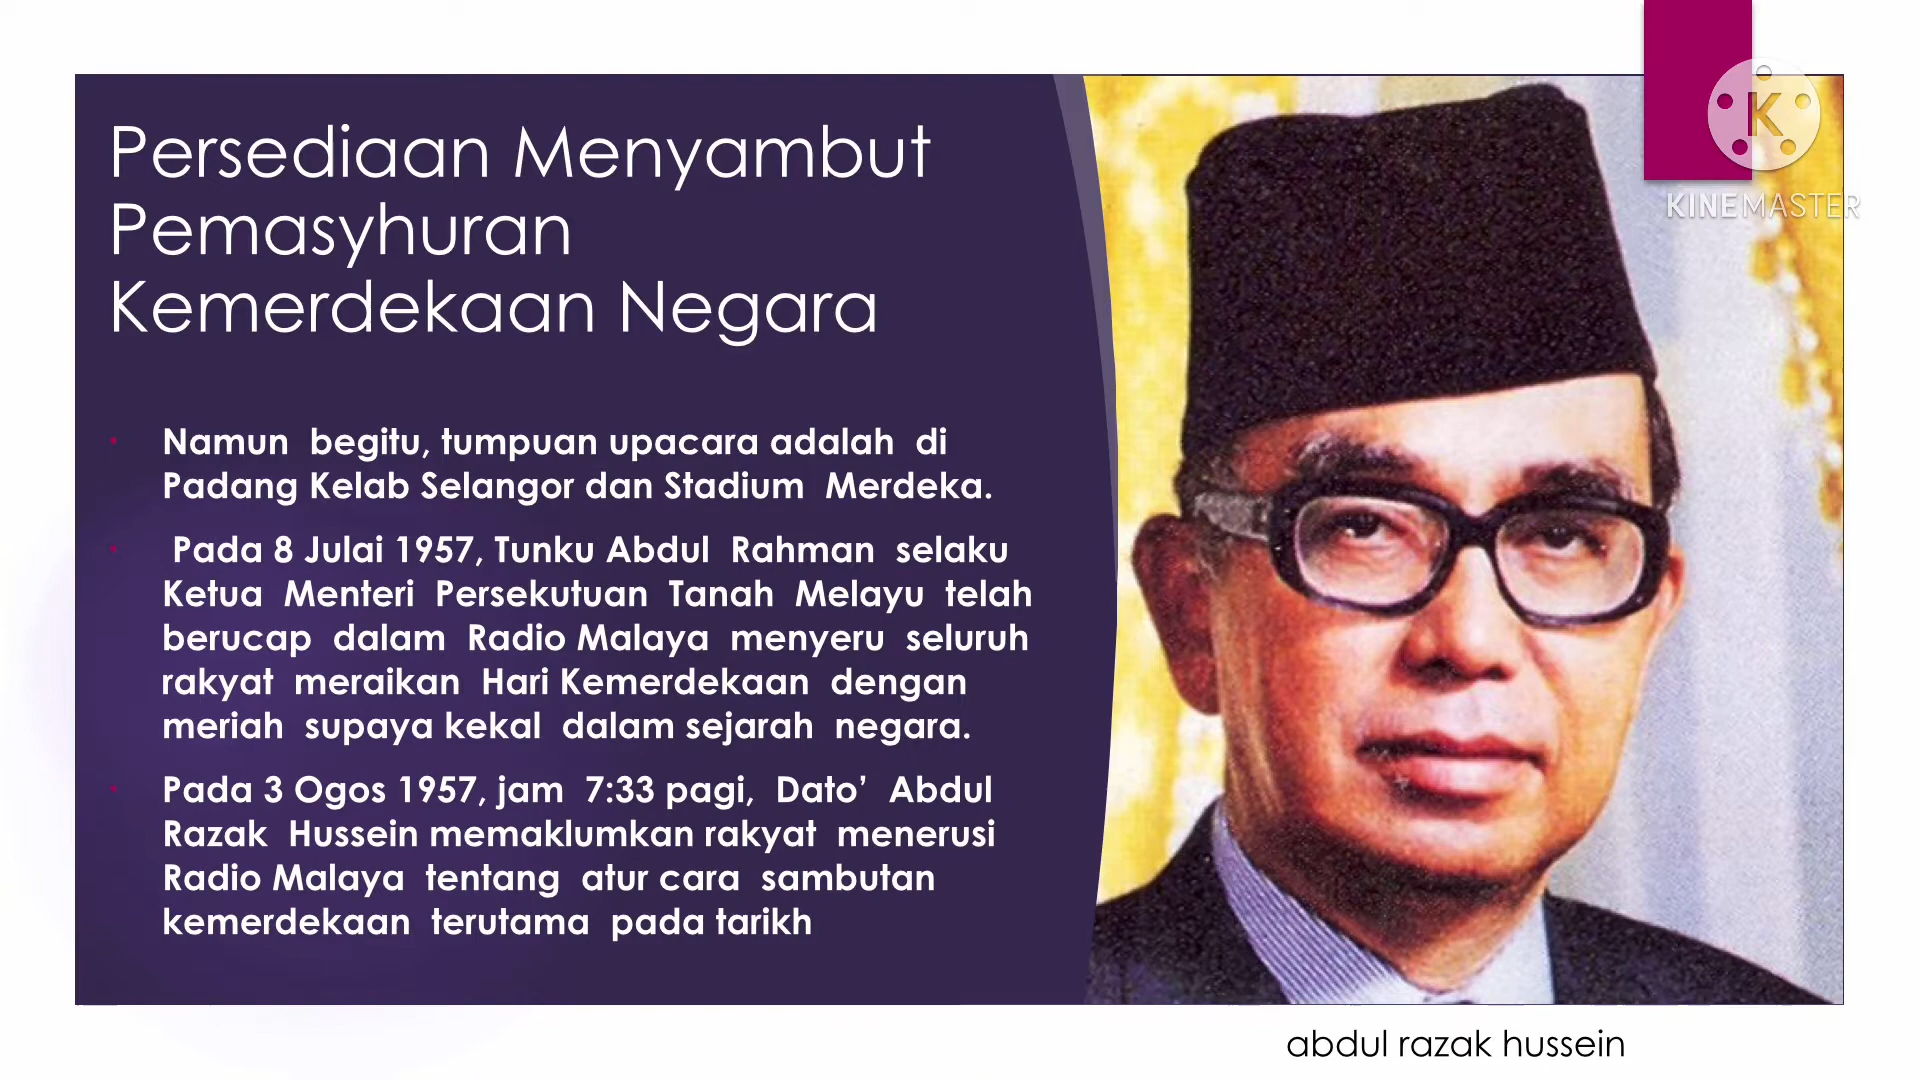 Persediaan Menyambut
Pemasyhuran
Kemerdekaan Negara
Namun begitu, tumpuan upacara adalah di
Padang Kelab Selangor dan Stadium Merdeka.
Pada 8 Julai 1957, Tunku Abdul Rahman selaku
Ketua Menteri Persekutuan Tanah Melayu telah
berucap dalam Radio Malaya menyeru seluruh
rakyat meraikan Hari Kemerdekaan dengan
meriah supaya kekal dalam sejarah negara.
Pada 3 Ogos 1957, jam 7:33 pagi, Dato’ Abdul
Razak Hussein memaklumkan rakyat menerusi
Radio Malaya tentang atur cara sambutan
kemerdekaan terutama pada tarikh
K
KINEMASTER
abdul razak hussein